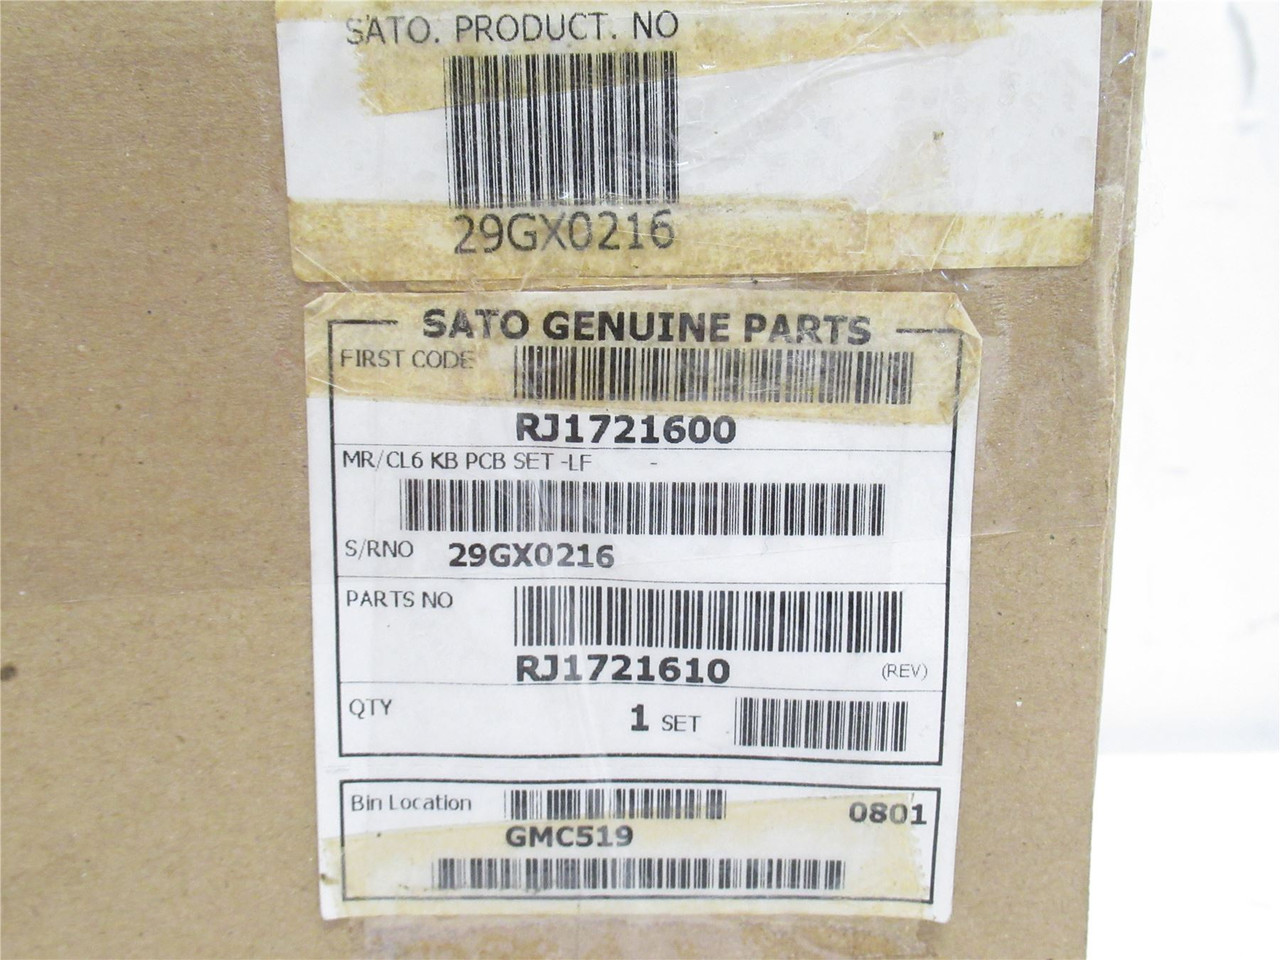 SATO. PRODUCT. NO
29GX0216
SATO GENUINE PARTS
FIRST CODE
RJ1721600
MR/CL6 KB PCB SET -LF -
S/RNO 29GX0216
PARTS NO
RJ1721610 (REV)
QTY 1 SET
Bin Location 0801
GMC519